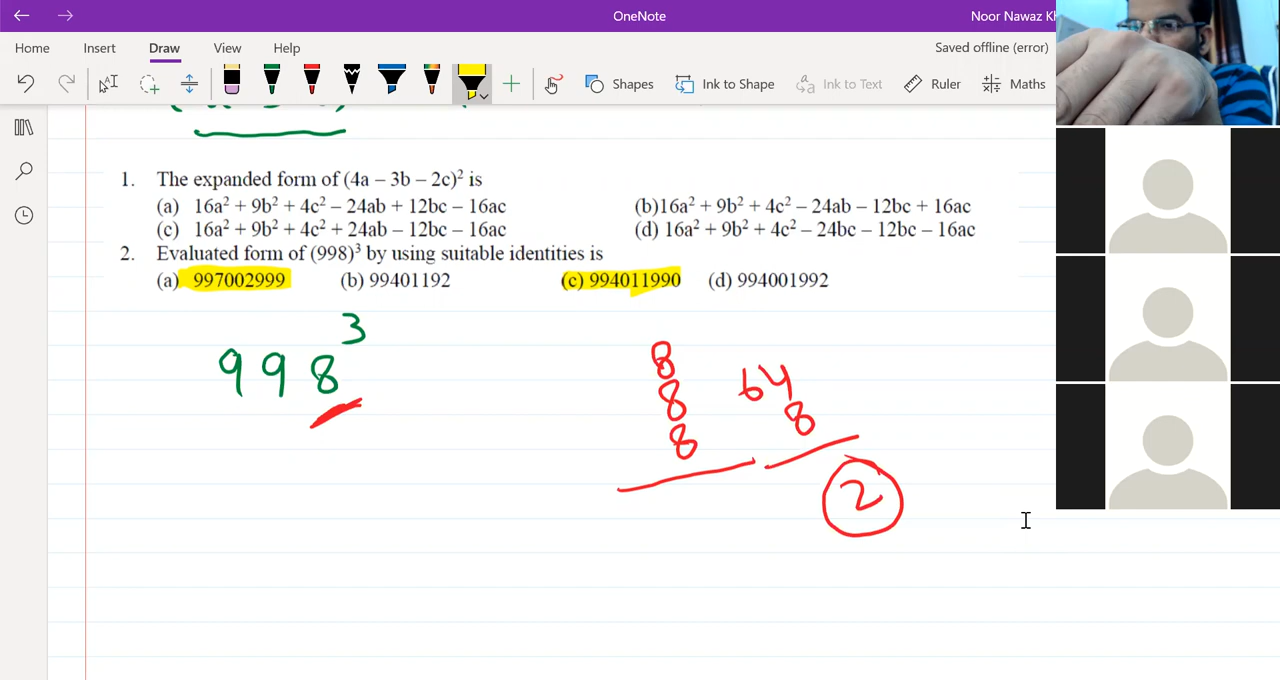 OneNote
Noor Nawaz Kh
Home Insert Draw View Help
Saved offline (error)
Shapes Ink to Shape Ink to Text Ruler Maths
1. The expanded form of (4a – 3b – 2c)² is
(a) 16a² + 9b² + 4c² – 24ab + 12bc – 16ac (b)16a² + 9b² + 4c² – 24ab – 12bc + 16ac
(c) 16a² + 9b² + 4c² + 24ab – 12bc – 16ac (d) 16a² + 9b² + 4c² – 24bc – 12bc – 16ac
2. Evaluated form of (998)³ by using suitable identities is
(a) 997002999 (b) 99401192 (c) 994011990 (d) 994001992
998³
8
8
8
64
8
2